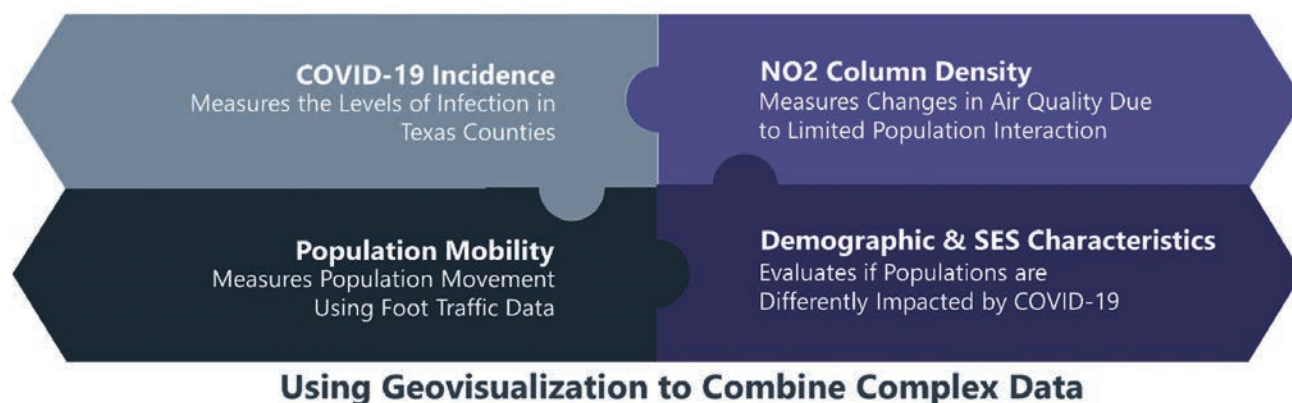 COVID-19 Incidence
Measures the Levels of Infection in
Texas Counties
NO2 Column Density
Measures Changes in Air Quality Due
to Limited Population Interaction
Population Mobility
Measures Population Movement
Using Foot Traffic Data
Demographic & SES Characteristics
Evaluates if Populations are
Differently Impacted by COVID-19
Using Geovisualization to Combine Complex Data